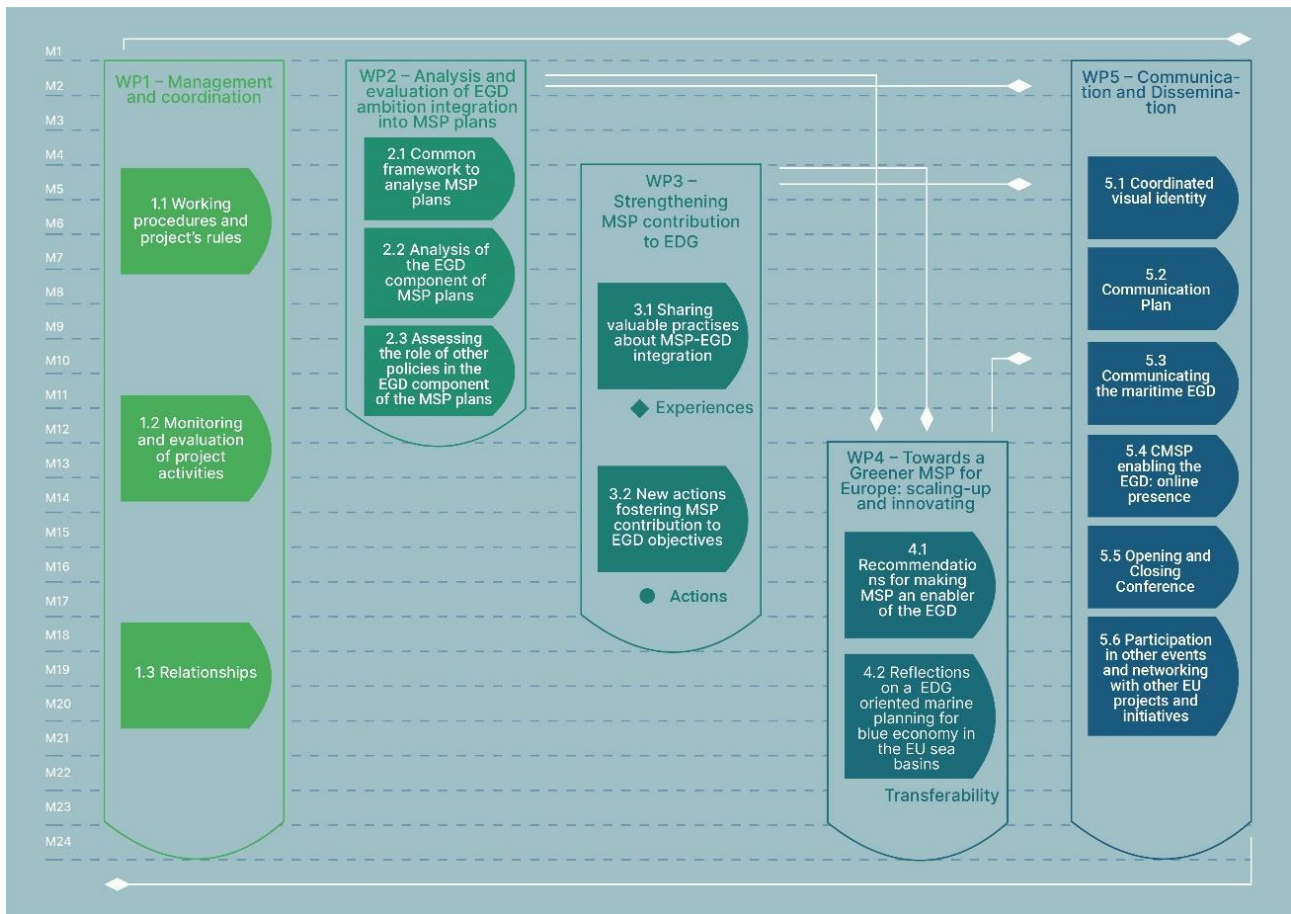 M1
M2
M3
M4
M5
M6
M7
M8
M9
M10
M11
M12
M13
M14
M15
M16
M17
M18
M19
M20
M21
M22
M23
M24
WP1 – Management
and coordination
1.1 Working
procedures and
project's rules
1.2 Monitoring
and evaluation
of project
activities
1.3 Relationships
WP2 – Analysis and
evaluation of EGD
ambition integration
into MSP plans
2.1 Common
framework to
analyse MSP
plans
2.2 Analysis of
the EGD
component of
MSP plans
2.3 Assessing
the role of other
policies in the
EGD component
of the MSP plans
WP3 –
Strengthening
MSP contribution
to EDG
3.1 Sharing
valuable practises
about MSP-EGD
integration
Experiences
3.2 New actions
fostering MSP
contribution to
EGD objectives
Actions
WP4 – Towards a
Greener MSP for
Europe: scaling-up
and innovating
4.1
Recommendatio
ns for making
MSP an enabler
of the EGD
4.2 Reflections
on a EDG
oriented marine
planning for
blue economy in
the EU sea
basins
Transferability
WP5 – Communica-
tion and Dissemina-
tion
5.1 Coordinated
visual identity
5.2
Communication
Plan
5.3
Communicating
the maritime EGD
5.4 CMSP
enabling the
EGD: online
presence
5.5 Opening and
Closing
Conference
5.6 Participation
in other events
and networking
with other EU
projects and
initiatives